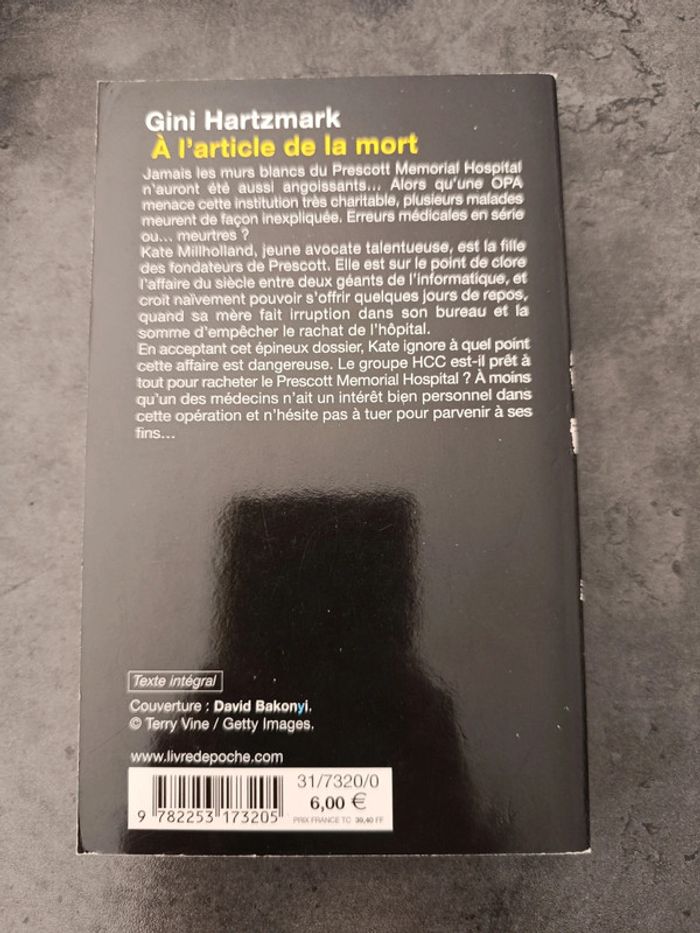 Gini Hartzmark
À l'article de la mort
Jamais les murs blancs du Prescott Memorial Hospital
n'auront été aussi angoissants... Alors qu'une OPA
menace cette institution très charitable, plusieurs malades
meurent de façon inexpliquée. Erreurs médicales en série
ou... meurtres ?
Kate Millholland, jeune avocate talentueuse, est la fille
des fondateurs de Prescott. Elle est sur le point de clore
l'affaire du siècle entre deux géants de l'informatique, et
croit naïvement pouvoir s'offrir quelques jours de repos,
quand sa mère fait irruption dans son bureau et la
somme d'empêcher le rachat de l'hôpital.
En acceptant cet épineux dossier, Kate ignore à quel point
cette affaire est dangereuse. Le groupe HCC est-il prêt à
tout pour racheter le Prescott Memorial Hospital ? À moins
qu'un des médecins n'ait un intérêt bien personnel dans
cette opération et n'hésite pas à tuer pour parvenir à ses
fins...
Texte intégral
Couverture : David Bakonyi.
© Terry Vine / Getty Images.
www.livredepoche.com
31/7320/0
6,00 €
PRIX FRANCE TC 39,40 FF
9 782253 173205